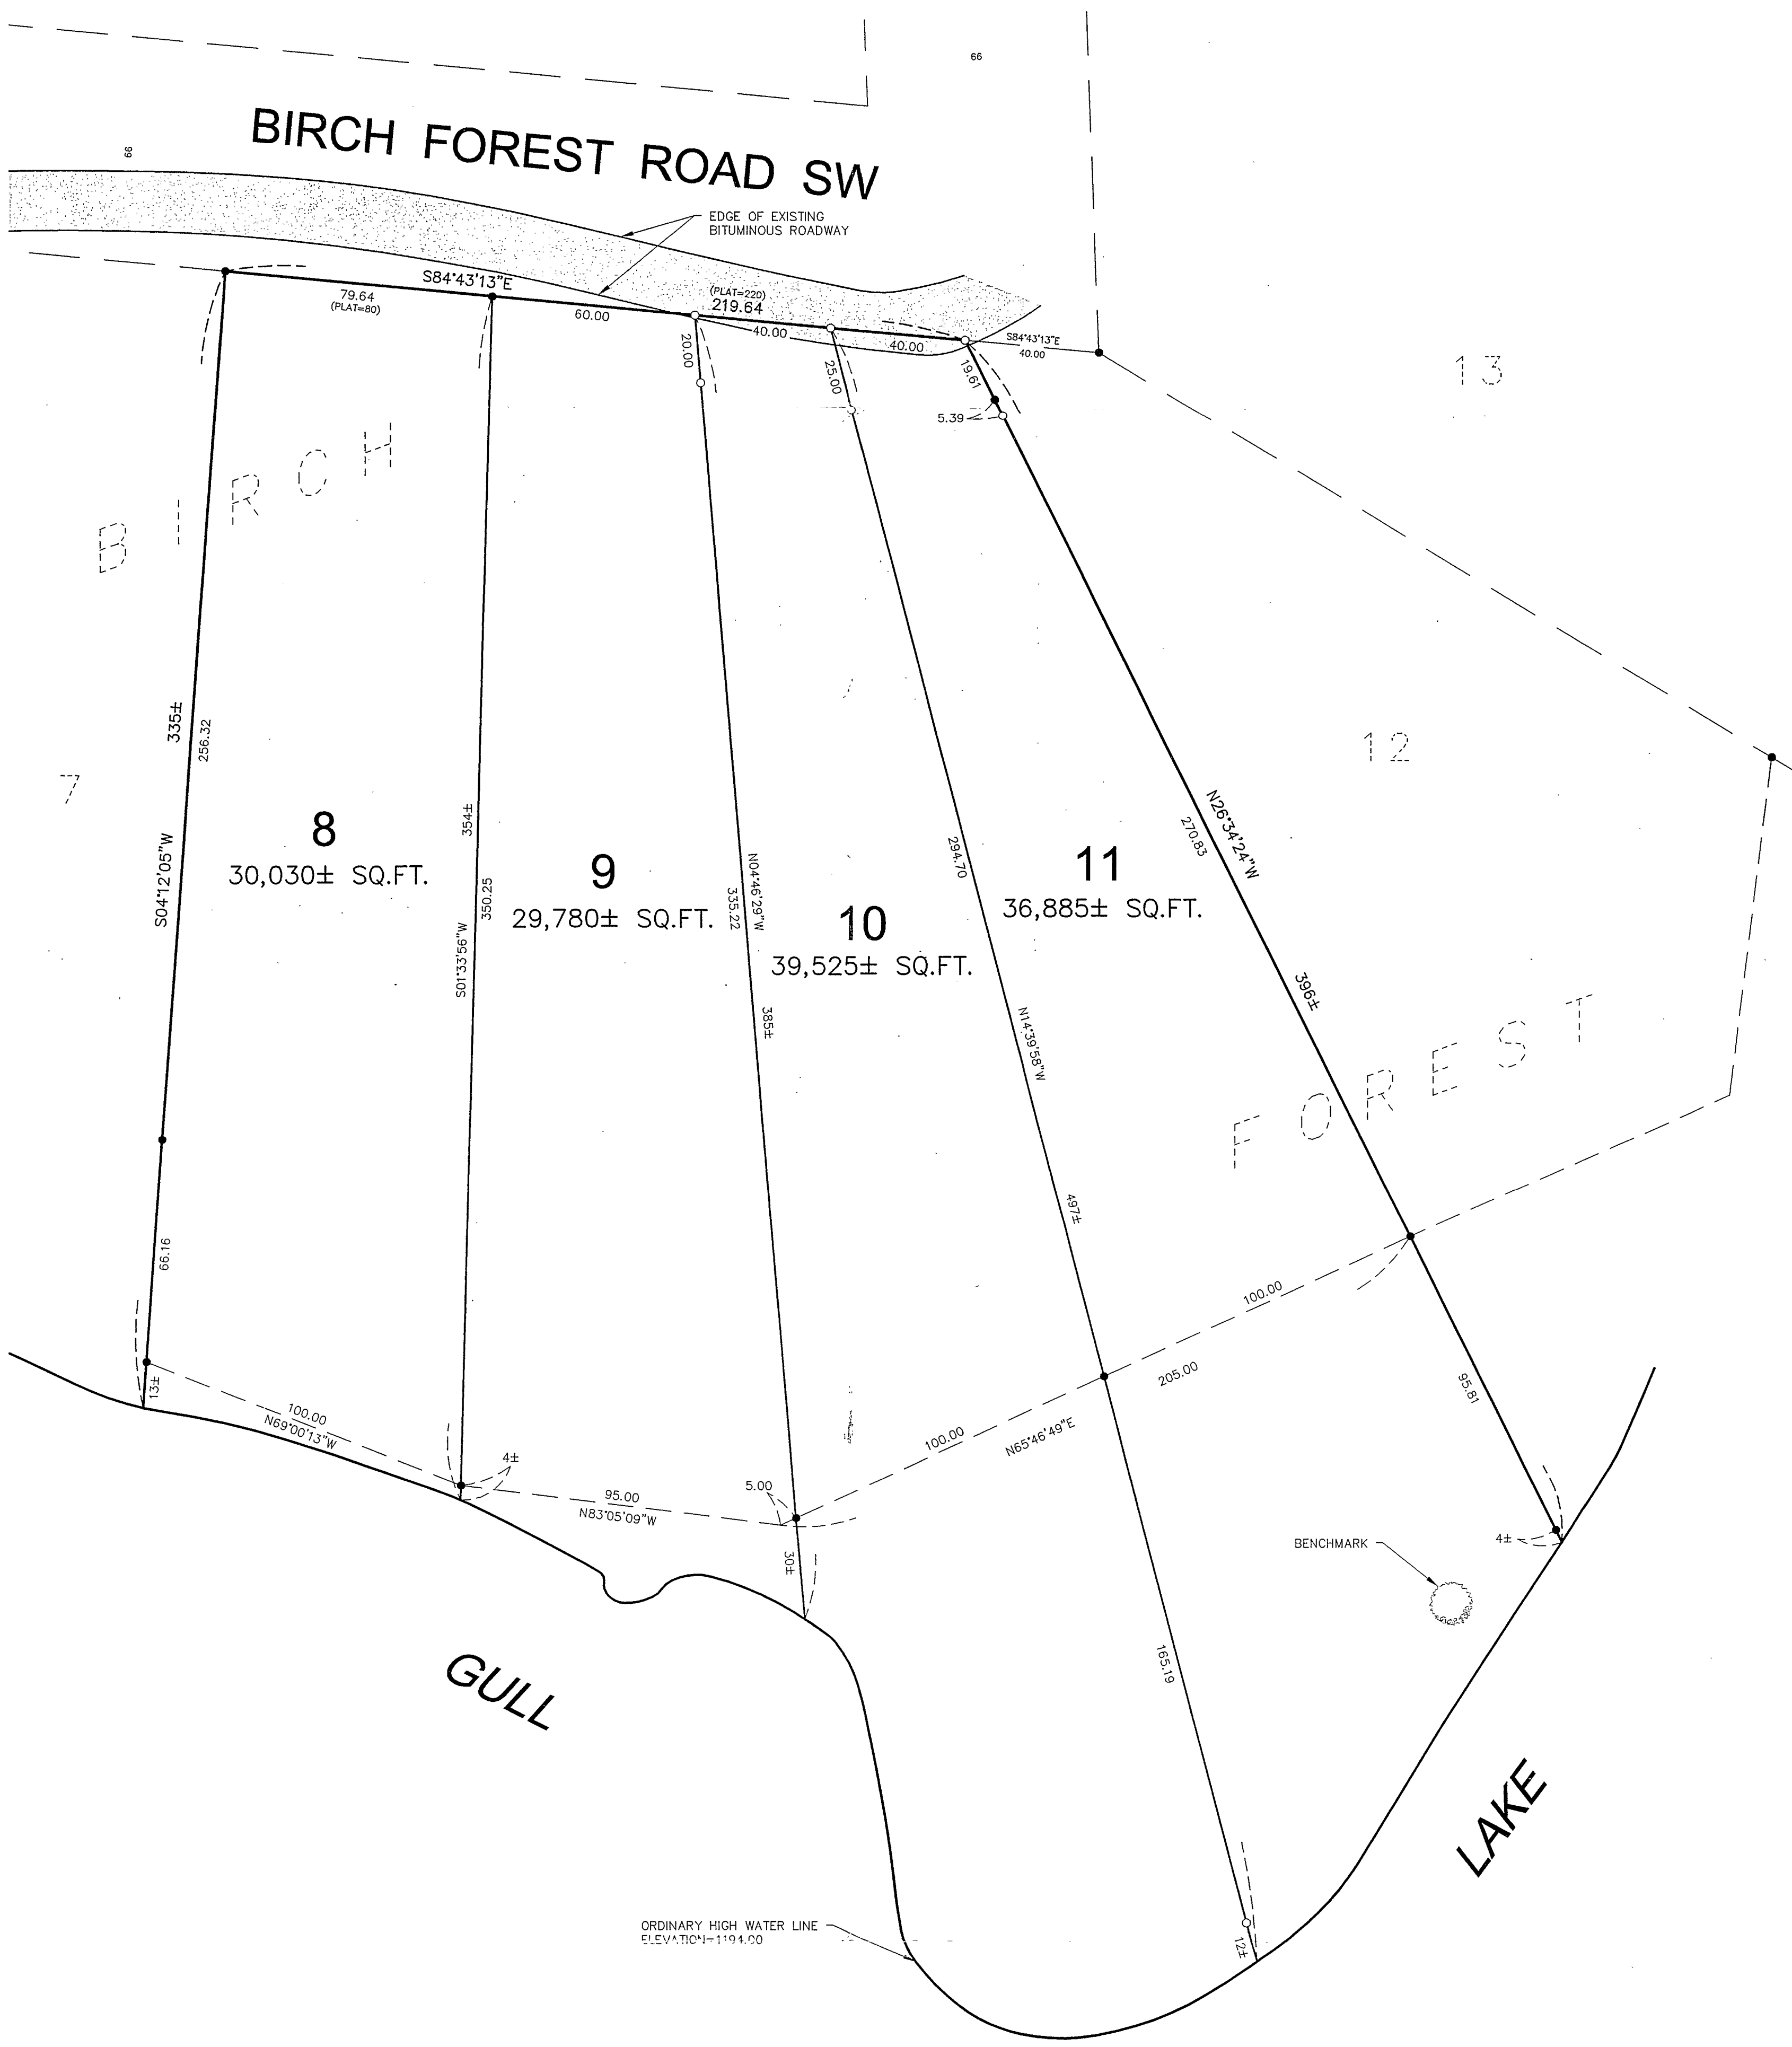 66
66
BIRCH FOREST ROAD SW
EDGE OF EXISTING
BITUMINOUS ROADWAY
S84°43'13"E
79.64
(PLAT=80)
60.00
(PLAT=220)
219.64
40.00
40.00
S84°43'13"E
40.00
20.00
25.00
19.61
5.39
13
BIRCH
335±
256.32
S04°12'05"W
7
8
30,030± SQ.FT.
354±
350.25
S01°33'56"W
9
29,780± SQ.FT.
N04°46'29"W
335.22
385±
10
39,525± SQ.FT.
294.70
N14°39'58"W
497±
11
36,885± SQ.FT.
N26°34'24"W
270.83
396±
12
FOREST
66.16
13±
100.00
N69°00'13"W
4±
95.00
N83°05'09"W
5.00
30±
100.00
N65°46'49"E
205.00
100.00
95.81
4±
BENCHMARK
165.19
12±
GULL
LAKE
ORDINARY HIGH WATER LINE
ELEVATION=1194.00